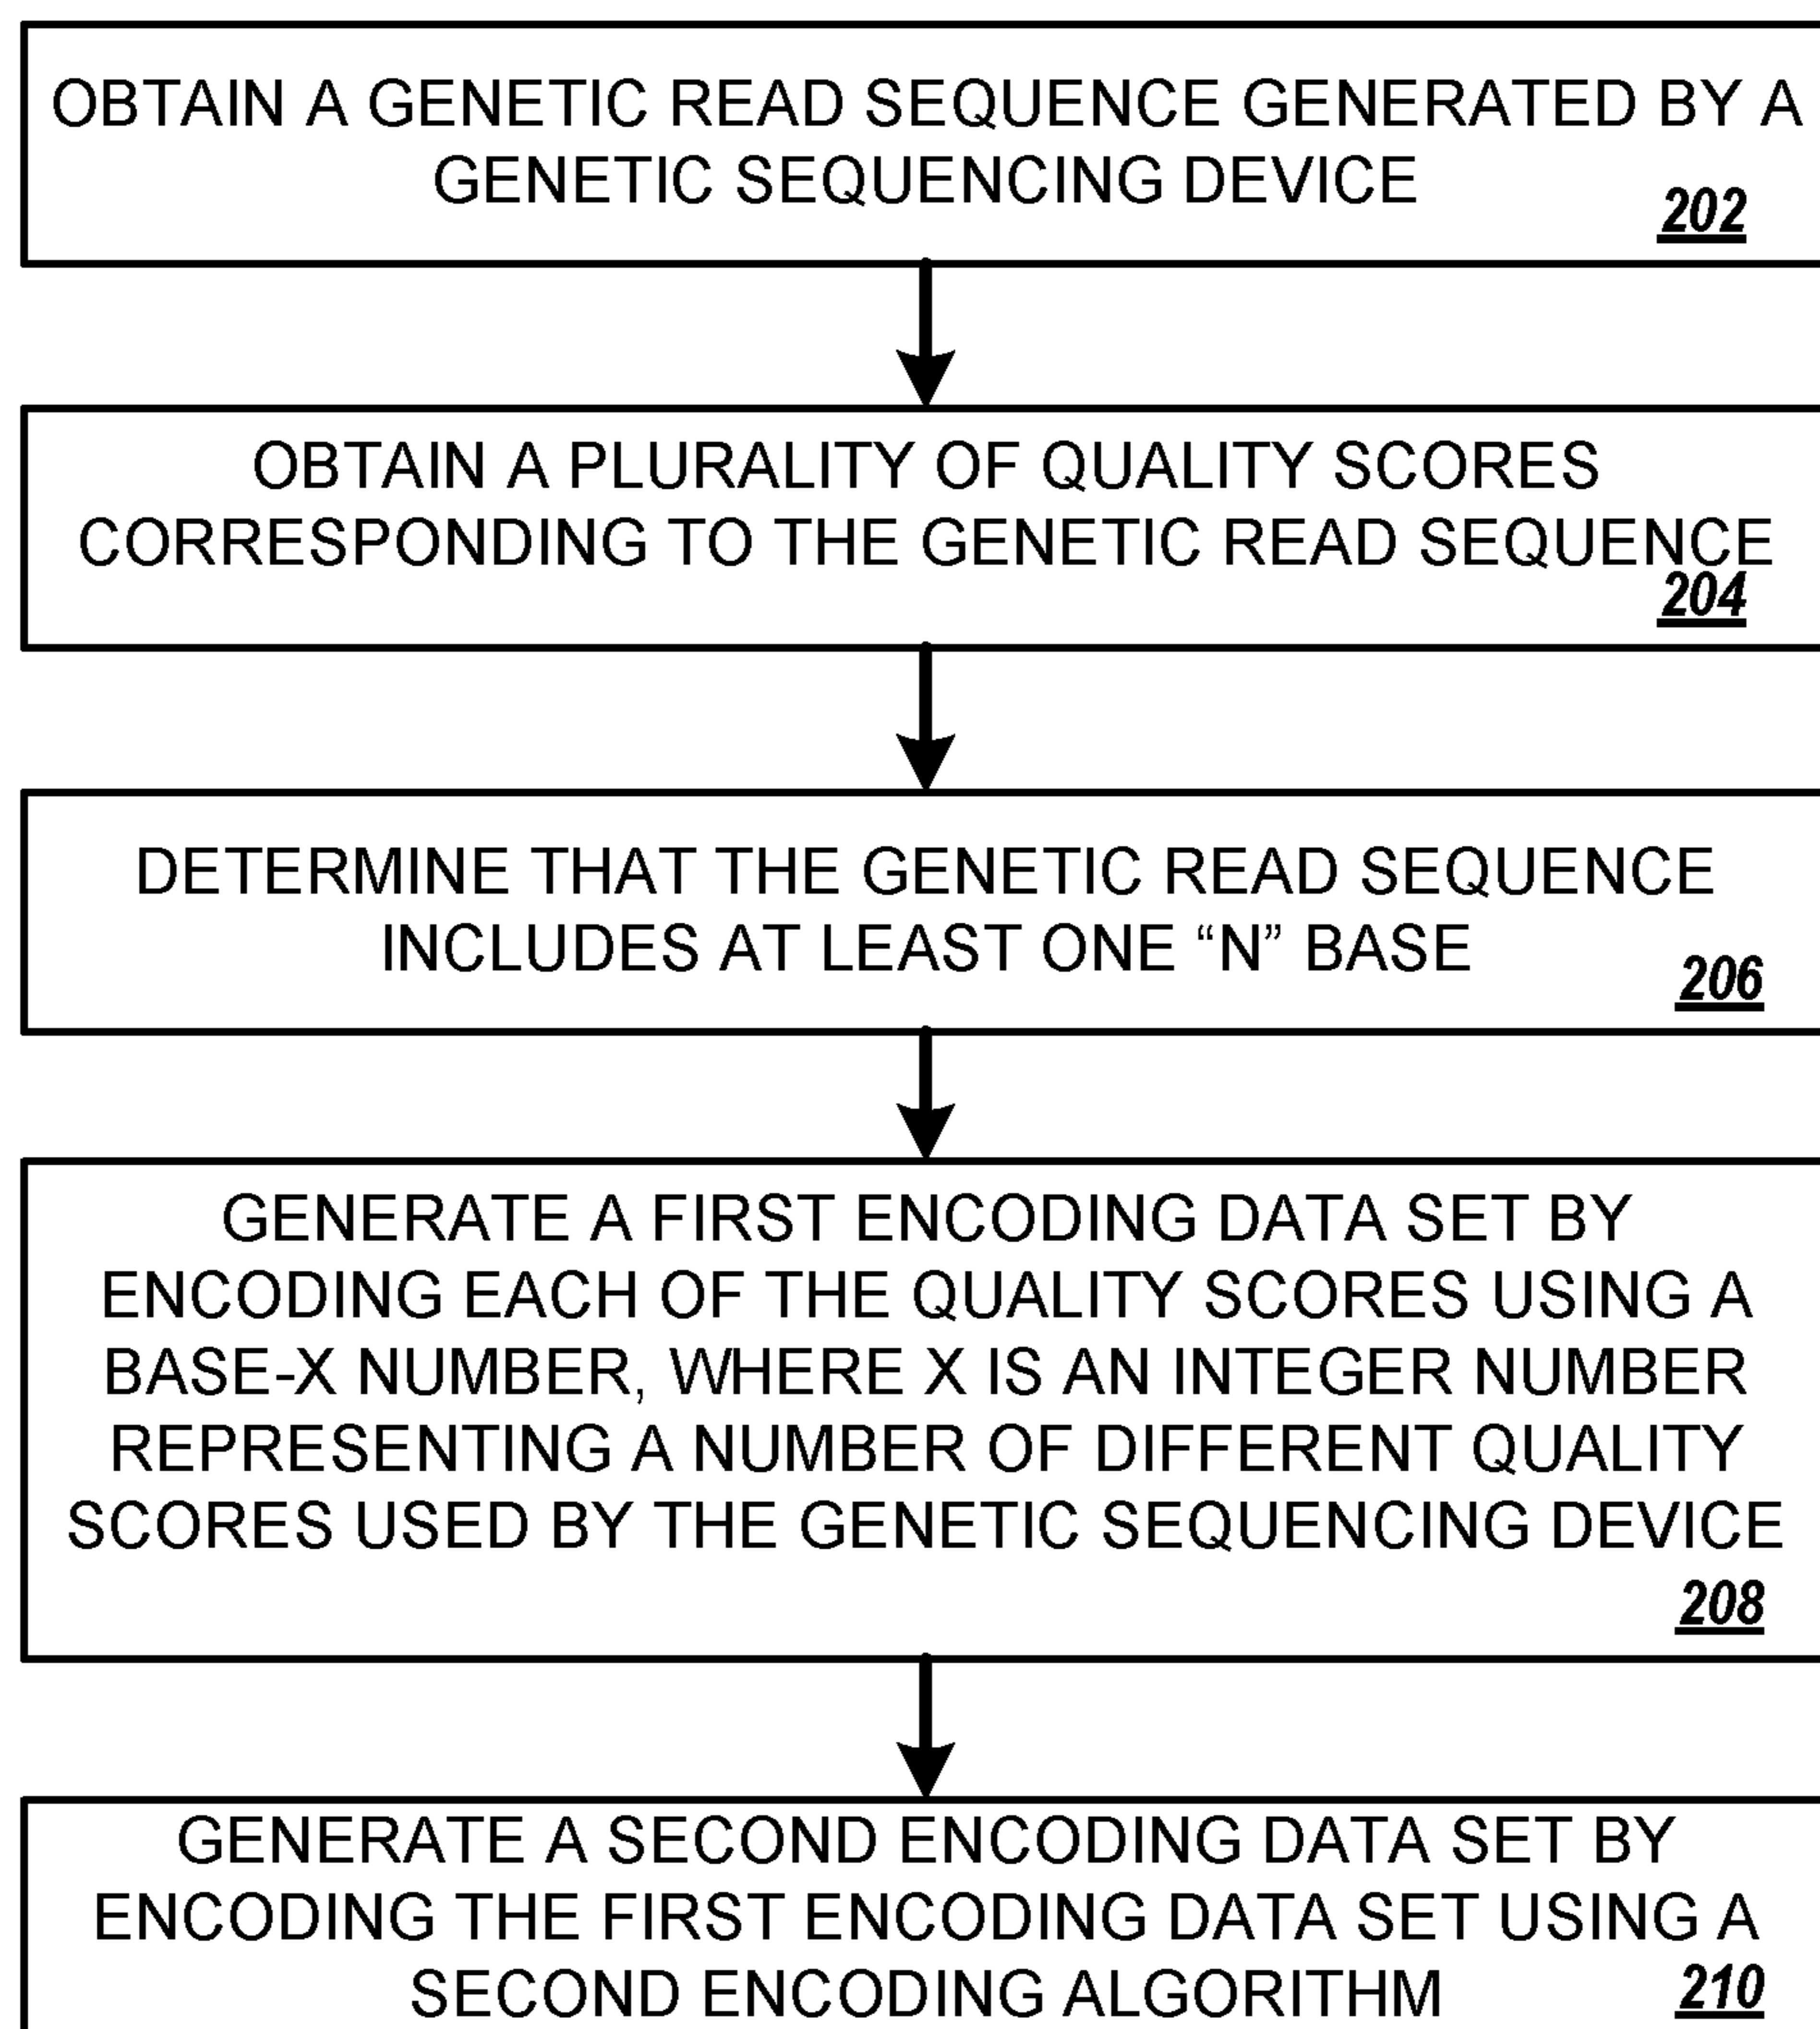 OBTAIN A GENETIC READ SEQUENCE GENERATED BY A
GENETIC SEQUENCING DEVICE
202
OBTAIN A PLURALITY OF QUALITY SCORES
CORRESPONDING TO THE GENETIC READ SEQUENCE
204
DETERMINE THAT THE GENETIC READ SEQUENCE
INCLUDES AT LEAST ONE “N” BASE
206
GENERATE A FIRST ENCODING DATA SET BY
ENCODING EACH OF THE QUALITY SCORES USING A
BASE-X NUMBER, WHERE X IS AN INTEGER NUMBER
REPRESENTING A NUMBER OF DIFFERENT QUALITY
SCORES USED BY THE GENETIC SEQUENCING DEVICE
208
GENERATE A SECOND ENCODING DATA SET BY
ENCODING THE FIRST ENCODING DATA SET USING A
SECOND ENCODING ALGORITHM
210